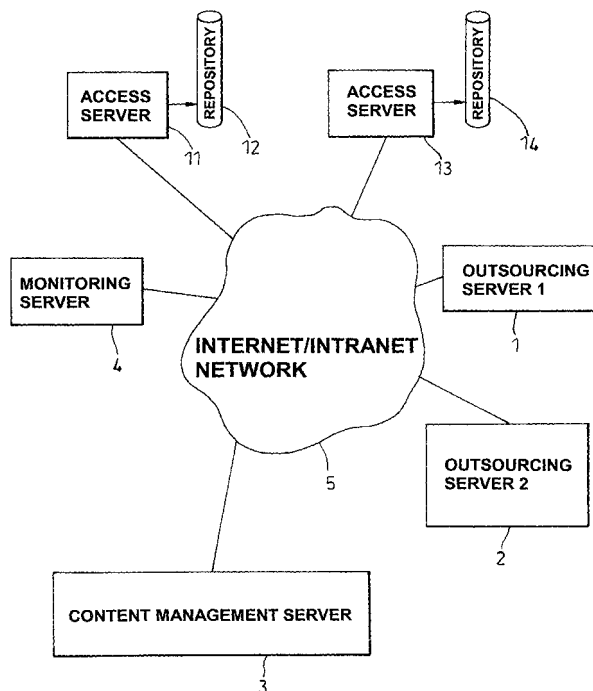 REPOSITORY
REPOSITORY
ACCESS
SERVER
ACCESS
SERVER
11
12
13
14
MONITORING
SERVER
4
OUTSOURCING
SERVER 1
1
INTERNET/INTRANET
NETWORK
5
OUTSOURCING
SERVER 2
2
CONTENT MANAGEMENT SERVER
3